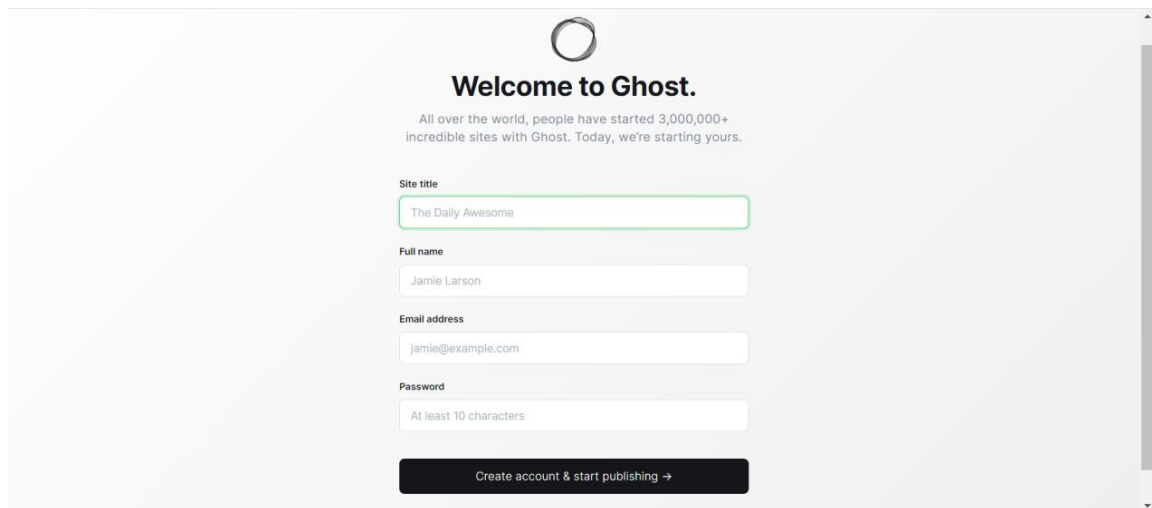 Welcome to Ghost.
All over the world, people have started 3,000,000+
incredible sites with Ghost. Today, we're starting yours.
Site title
The Daily Awesome
Full name
Jamie Larson
Email address
jamie@example.com
Password
At least 10 characters
Create account & start publishing →